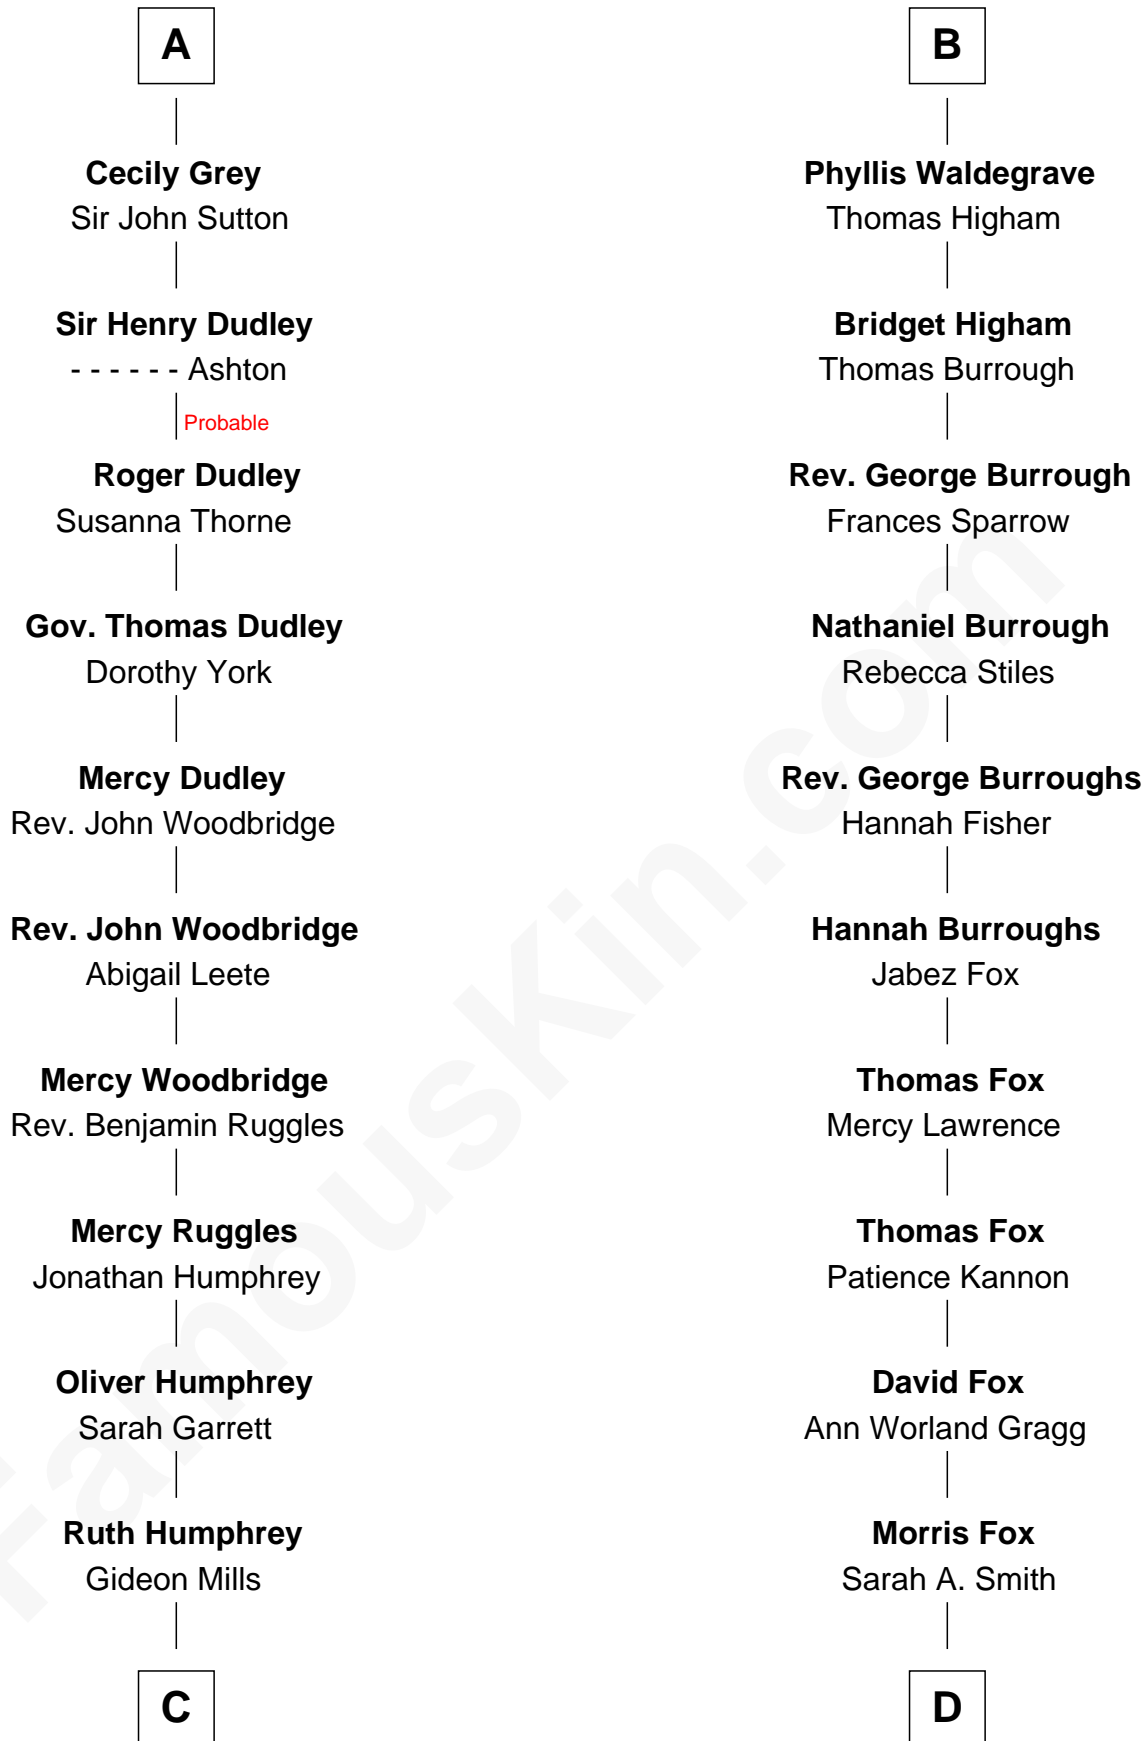 A
Cecily Grey
Sir John Sutton
Sir Henry Dudley
- - - - - - Ashton
Probable
Roger Dudley
Susanna Thorne
Gov. Thomas Dudley
Dorothy York
Mercy Dudley
Rev. John Woodbridge
Rev. John Woodbridge
Abigail Leete
Mercy Woodbridge
Rev. Benjamin Ruggles
Mercy Ruggles
Jonathan Humphrey
Oliver Humphrey
Sarah Garrett
Ruth Humphrey
Gideon Mills
C
B
Phyllis Waldegrave
Thomas Higham
Bridget Higham
Thomas Burrough
Rev. George Burrough
Frances Sparrow
Nathaniel Burrough
Rebecca Stiles
Rev. George Burroughs
Hannah Fisher
Hannah Burroughs
Jabez Fox
Thomas Fox
Mercy Lawrence
Thomas Fox
Patience Kannon
David Fox
Ann Worland Gragg
Morris Fox
Sarah A. Smith
D
FamousKin.com